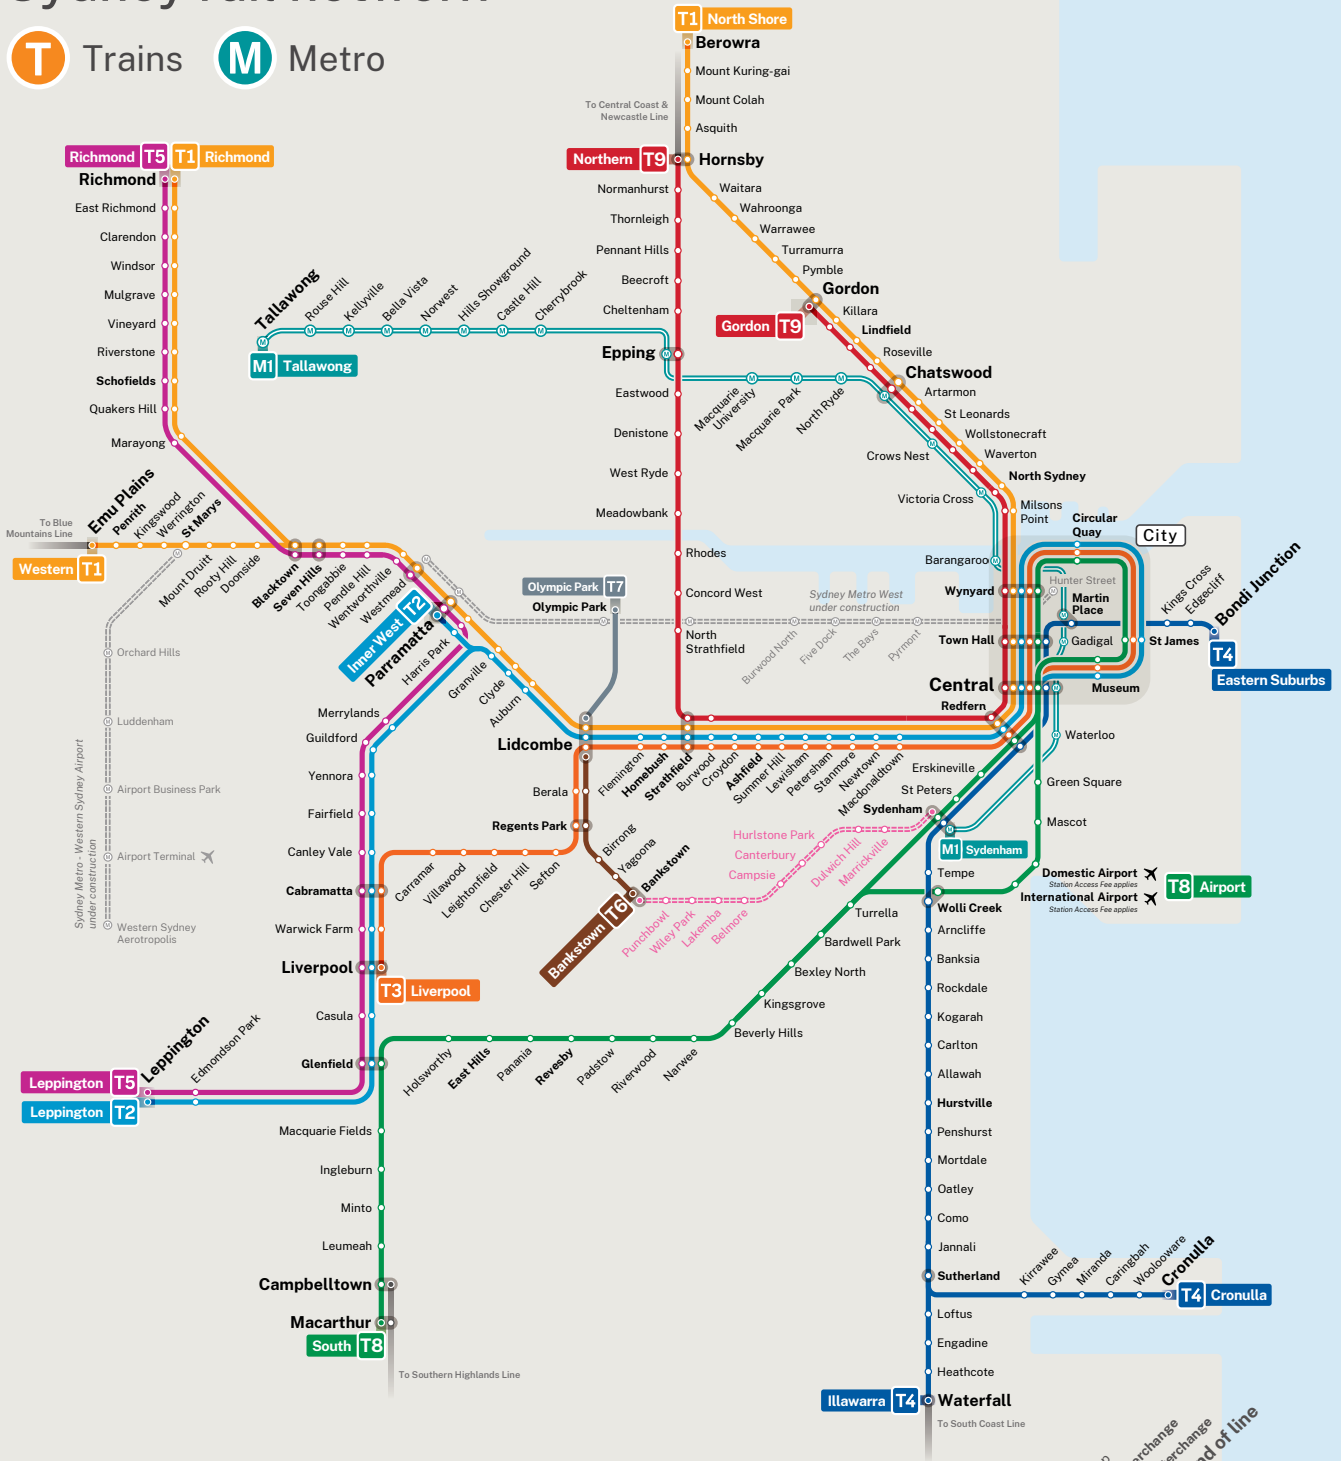 Sydney rail network
T Trains
M Metro
T1 North Shore
Berowra
Mount Kuring-gai
Mount Colah
Asquith
To Central Coast &
Newcastle Line
Northern T9
Hornsby
Richmond T5
T1 Richmond
Richmond
East Richmond
Clarendon
Windsor
Mulgrave
Vineyard
Riverstone
Schofields
Quakers Hill
Marayong
Normanhurst
Thornleigh
Pennant Hills
Beecroft
Cheltenham
Epping
Eastwood
Denistone
West Ryde
Meadowbank
Rhodes
Concord West
North
Strathfield
Waitara
Wahroonga
Warrawee
Turramurra
Pymble
Gordon
Gordon T9
Killara
Lindfield
Roseville
Chatswood
Artarmon
St Leonards
Wollstonecraft
Waverton
North Sydney
Milsons
Point
Tallawong
M1 Tallawong
Rouse Hill
Kellyville
Bella Vista
Norwest
Hills Showground
Castle Hill
Cherrybrook
Macquarie
University
Macquarie Park
North Ryde
Crows Nest
Victoria Cross
Barangaroo
To Blue
Mountains Line
Western T1
Emu Plains
Penrith
Kingswood
Werrington
St Marys
Mount Druitt
Rooty Hill
Doonside
Blacktown
Seven Hills
Toongabbie
Pendle Hill
Wentworthville
Westmead
Inner West T2
Parramatta
Harris Park
Granville
Clyde
Auburn
Olympic Park T7
Olympic Park
Sydney Metro West
under construction
Burwood North
Five Dock
The Bays
Pyrmont
Circular
Quay
City
Hunter Street
Wynyard
Martin
Place
Town Hall
Gadigal
St James
Central
Museum
Redfern
Kings Cross
Edgecliff
Bondi Junction
T4
Eastern Suburbs
Orchard Hills
Luddenham
Airport Business Park
Airport Terminal
Western Sydney
Aerotropolis
Sydney Metro - Western Sydney Airport
under construction
Merrylands
Guildford
Yennora
Fairfield
Canley Vale
Cabramatta
Warwick Farm
Liverpool
T3 Liverpool
Casula
Glenfield
Lidcombe
Flemington
Homebush
Strathfield
Burwood
Croydon
Ashfield
Summer Hill
Lewisham
Petersham
Stanmore
Newtown
Macdonaldtown
Berala
Regents Park
Birrong
Yagoona
Bankstown
Bankstown T6
Carramar
Villawood
Leightonfield
Chester Hill
Sefton
Punchbowl
Wiley Park
Lakemba
Belmore
Campsie
Canterbury
Hurlstone Park
Dulwich Hill
Marrickville
Sydenham
M1 Sydenham
Erskineville
St Peters
Waterloo
Green Square
Mascot
Domestic Airport
Station Access Fee applies
International Airport
Station Access Fee applies
T8 Airport
Tempe
Wolli Creek
Arncliffe
Banksia
Rockdale
Kogarah
Carlton
Allawah
Hurstville
Penshurst
Mortdale
Oatley
Como
Jannali
Sutherland
Loftus
Engadine
Heathcote
Illawarra T4
Waterfall
To South Coast Line
Kirrawee
Gymea
Miranda
Caringbah
Woolooware
Cronulla
T4 Cronulla
Turrella
Bardwell Park
Bexley North
Kingsgrove
Beverly Hills
Narwee
Riverwood
Padstow
Revesby
Panania
East Hills
Holsworthy
Leppington
Edmondson Park
Leppington T5
Leppington T2
Macquarie Fields
Ingleburn
Minto
Leumeah
Campbelltown
Macarthur
South T8
To Southern Highlands Line
erchange
nd of line